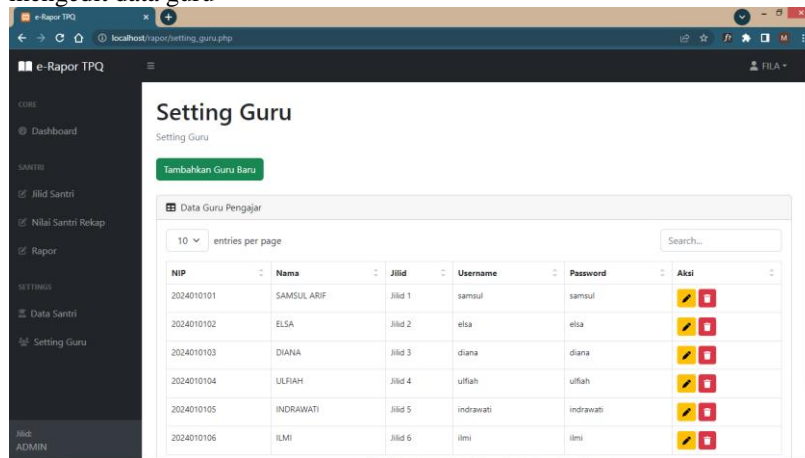 mengedit data guru
e-Rapor TPQ
localhost/rapor/setting_guru.php
e-Rapor TPQ
FILA
CORE
Dashboard
SANTRI
Jilid Santri
Nilai Santri Rekap
Rapor
SETTINGS
Data Santri
Setting Guru
Jilid:
ADMIN
Setting Guru
Setting Guru
Tambahkan Guru Baru
Data Guru Pengajar
10 entries per page Search...
NIP Nama Jilid Username Password Aksi
2024010101 SAMSUL ARIF Jilid 1 samsul samsul
2024010102 ELSA Jilid 2 elsa elsa
2024010103 DIANA Jilid 3 diana diana
2024010104 ULFIAH Jilid 4 ulfiah ulfiah
2024010105 INDRAWATI Jilid 5 indrawati indrawati
2024010106 ILMI Jilid 6 ilmi ilmi